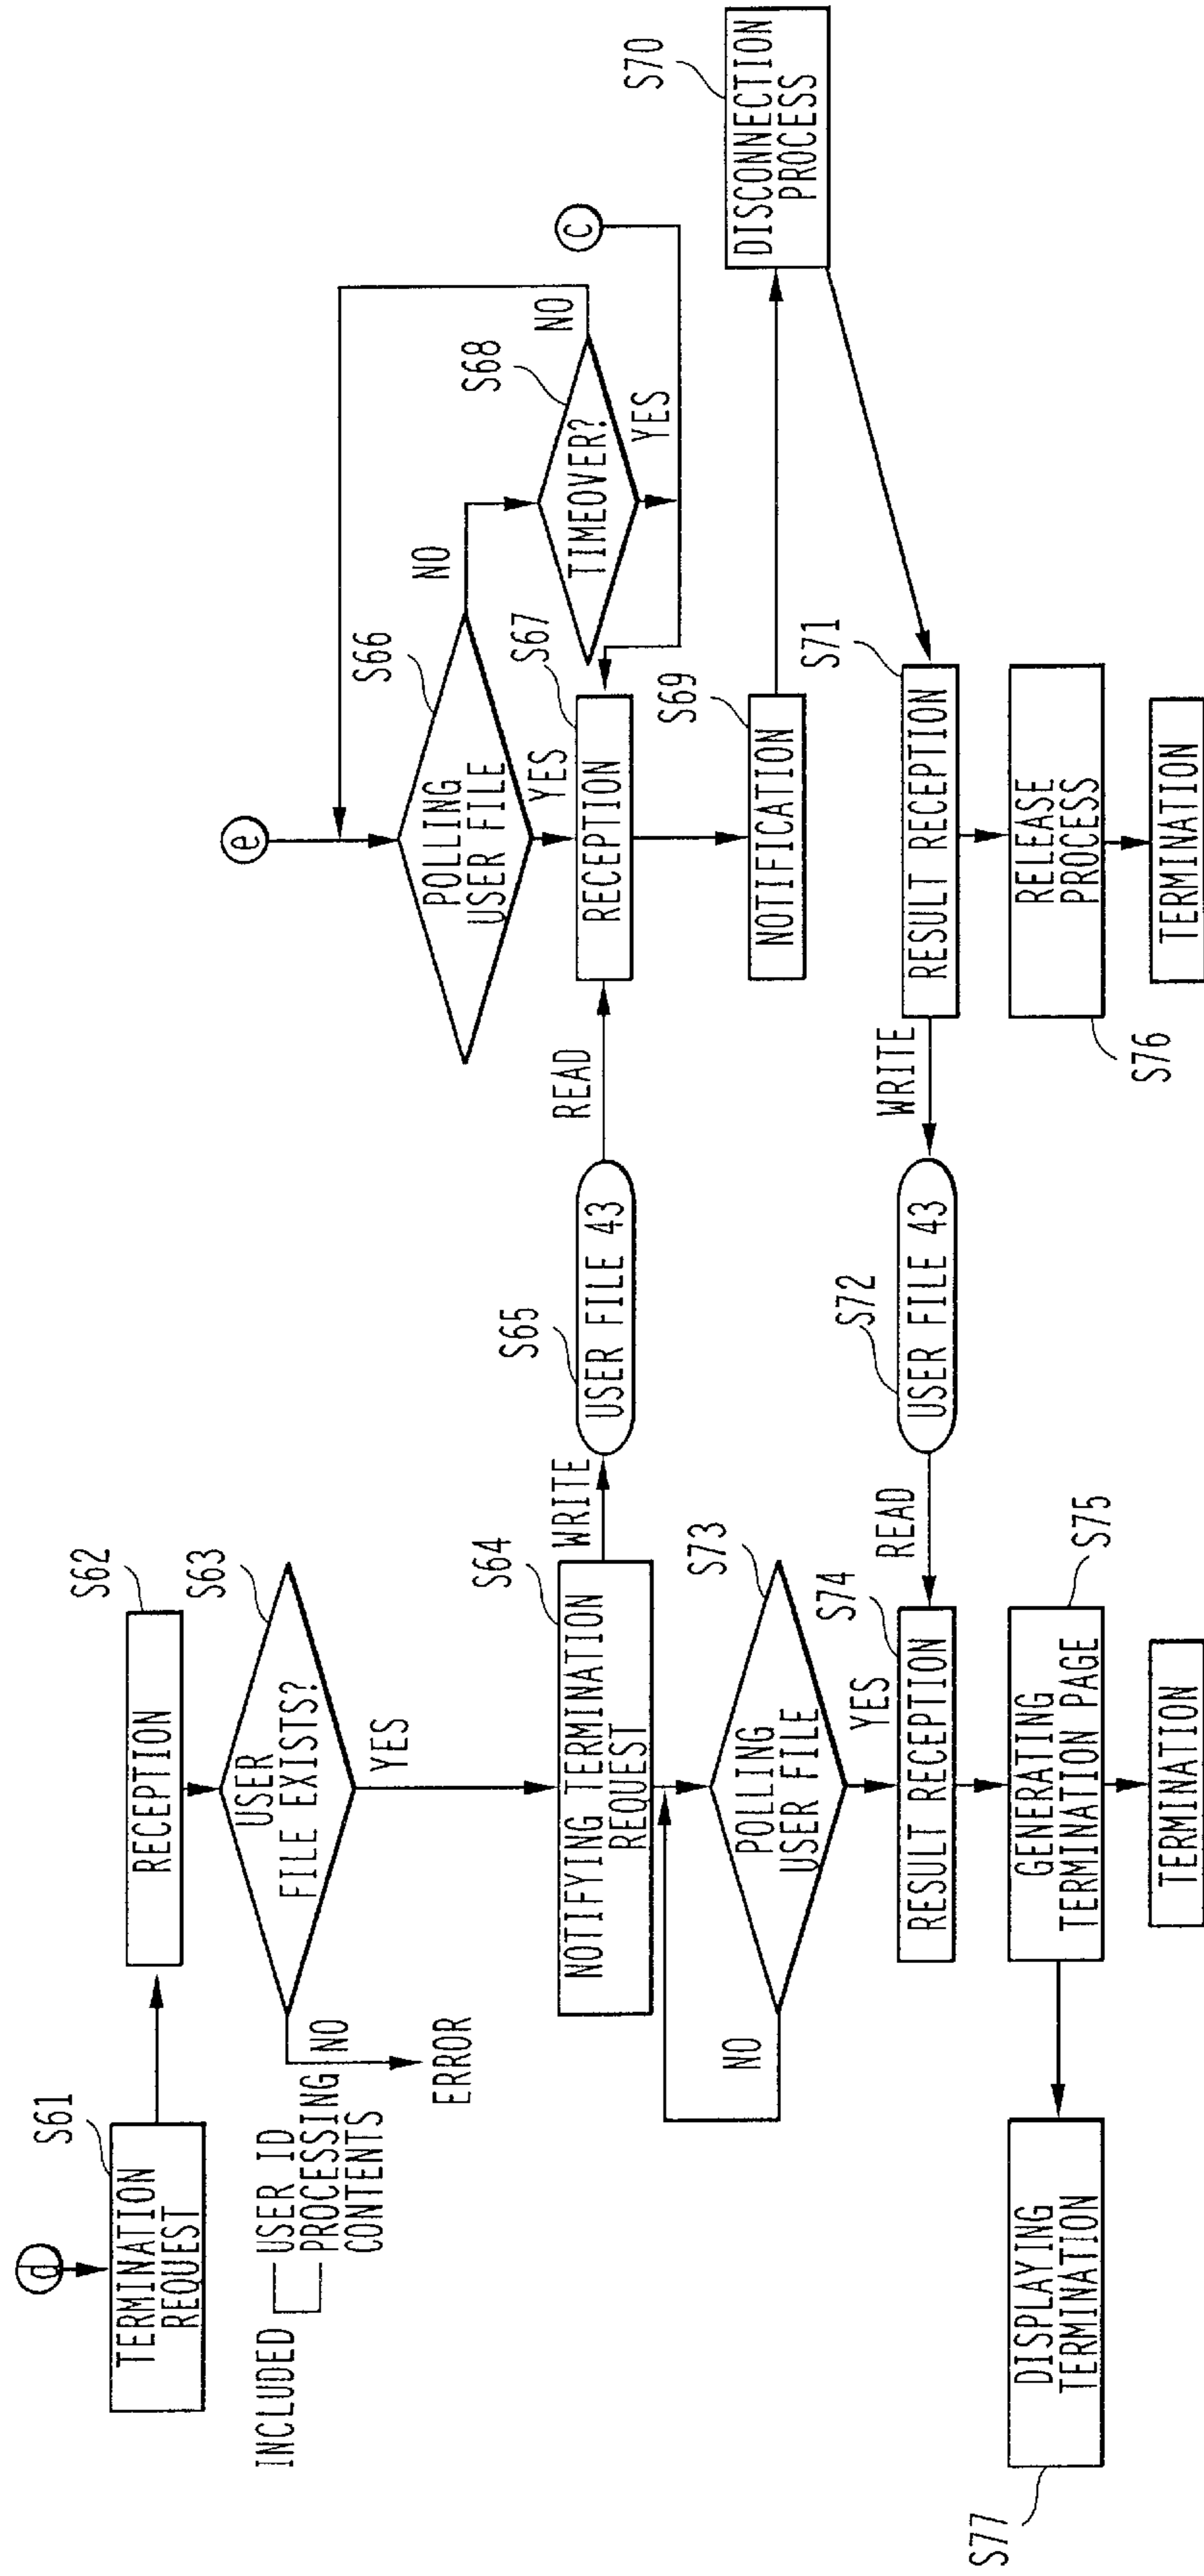 d
S61
TERMINATION
REQUEST
INCLUDED
USER ID
PROCESSING
CONTENTS
S62
RECEPTION
S63
USER
FILE EXISTS?
NO
ERROR
YES
S64
NOTIFYING TERMINATION
REQUEST
WRITE
S65
USER FILE 43
READ
e
S66
POLLING
USER FILE
NO
YES
S68
TIMEOVER?
NO
YES
C
S67
RECEPTION
S69
NOTIFICATION
S70
DISCONNECTION
PROCESS
S71
RESULT RECEPTION
WRITE
S72
USER FILE 43
READ
S73
POLLING
USER FILE
NO
YES
S74
RESULT RECEPTION
S75
GENERATING
TERMINATION PAGE
TERMINATION
S76
RELEASE
PROCESS
TERMINATION
S77
DISPLAYING
TERMINATION